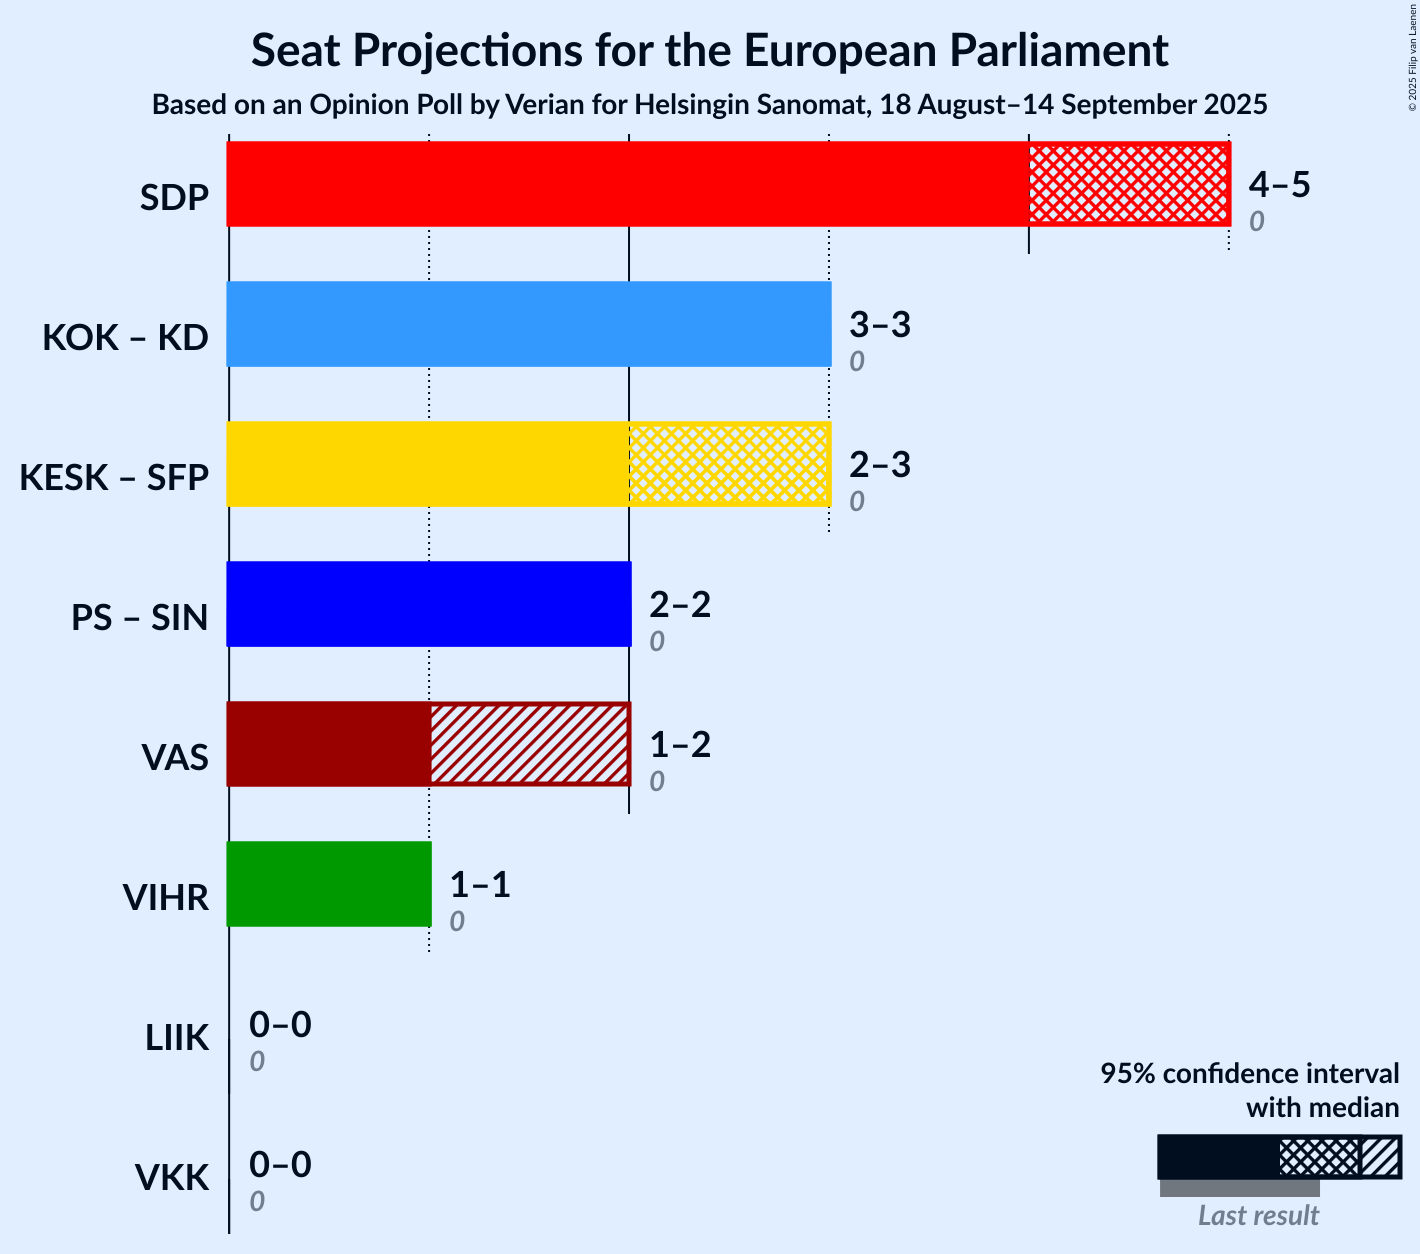 Seat Projections for the European Parliament
Based on an Opinion Poll by Verian for Helsingin Sanomat, 18 August–14 September 2025
© 2025 Filip van Laenen
SDP
4–5
0
KOK – KD
3–3
0
KESK – SFP
2–3
0
PS – SIN
2–2
0
VAS
1–2
0
VIHR
1–1
0
LIIK
0–0
0
VKK
0–0
0
95% confidence interval
with median
Last result